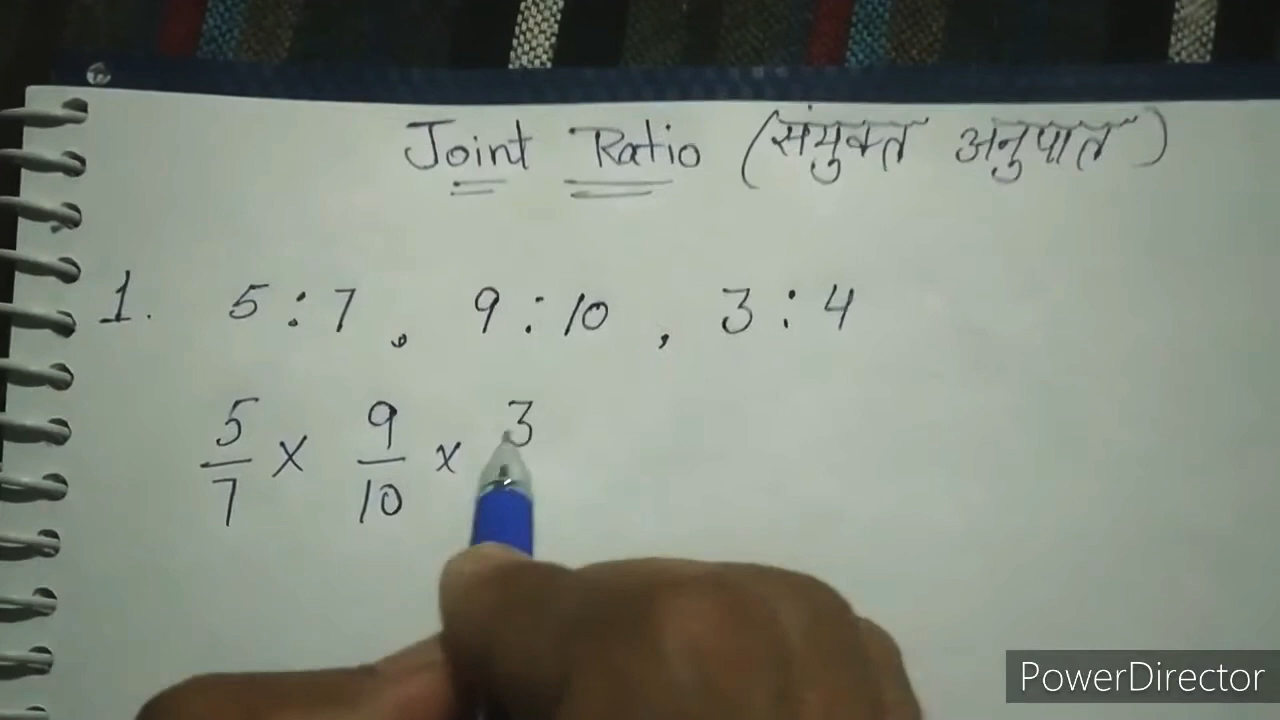 Joint Ratio (संयुक्त अनुपात)
1. 5:7, 9:10, 3:4
5/7 x 9/10 x 3
PowerDirector